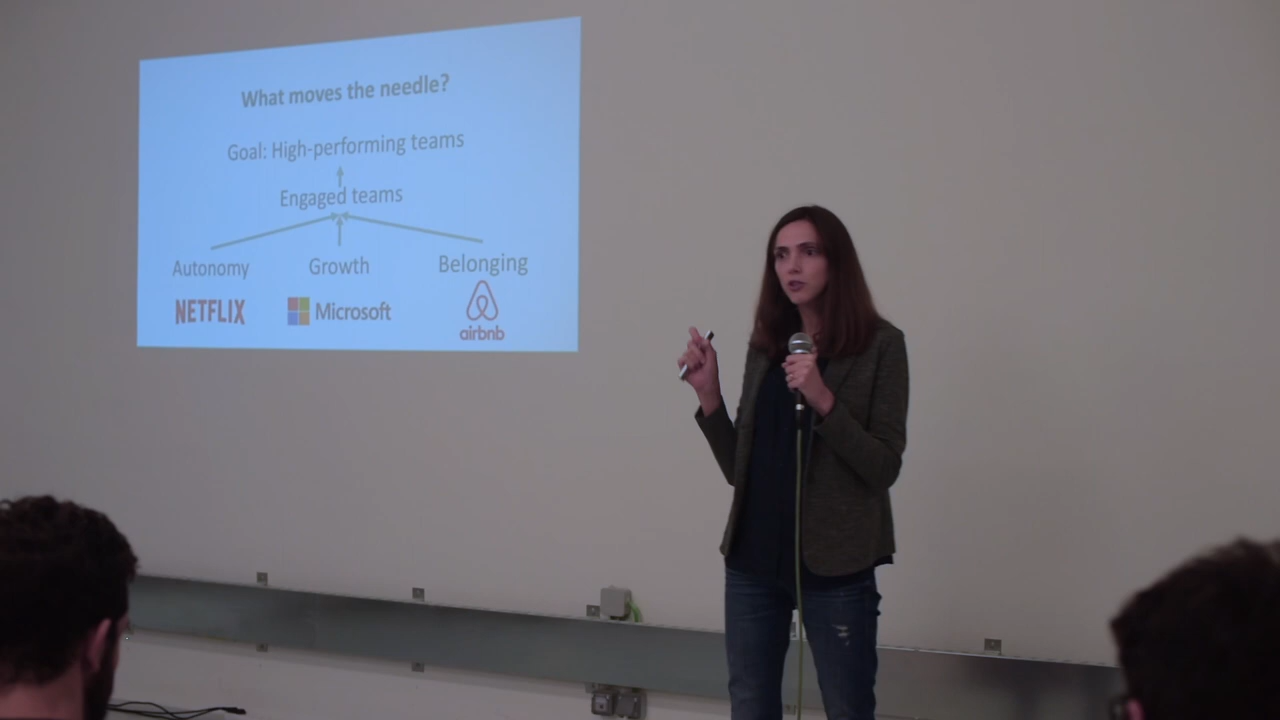 What moves the needle?
Goal: High-performing teams
Engaged teams
Autonomy Growth Belonging
NETFLIX Microsoft airbnb